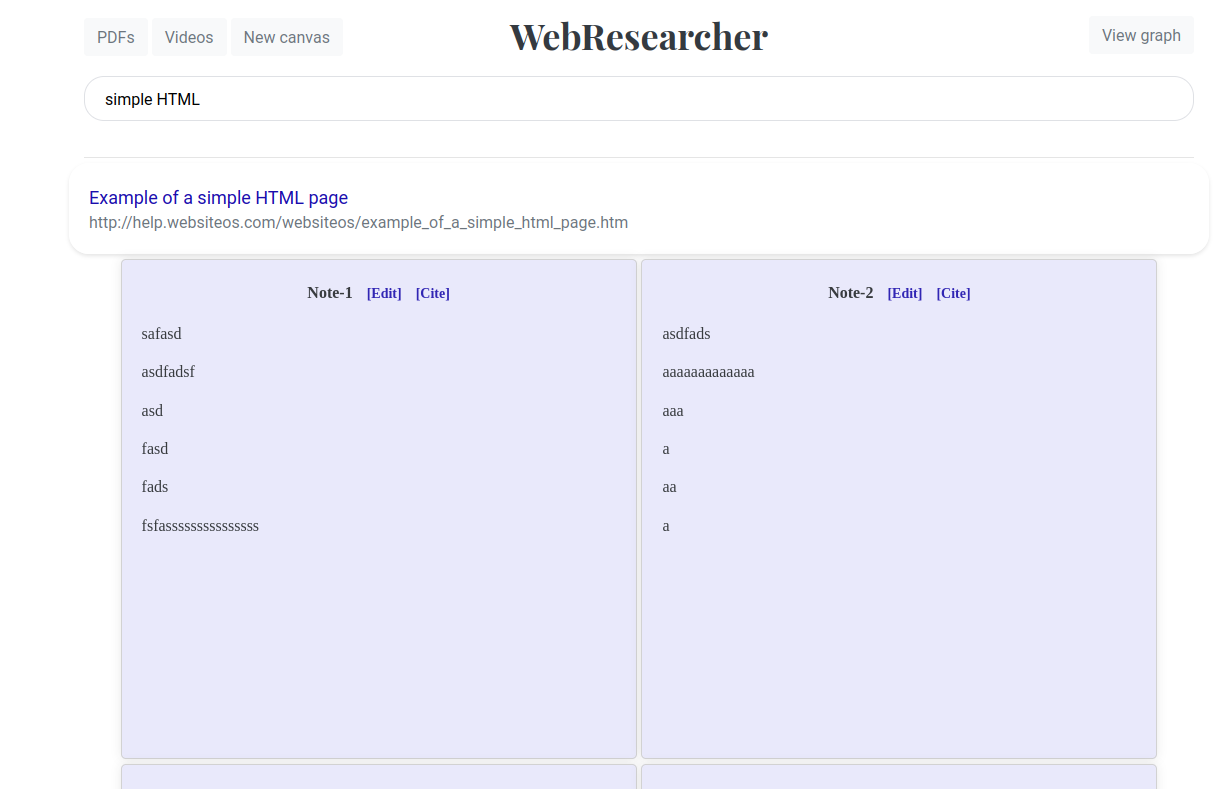 PDFs Videos New canvas WebResearcher View graph
simple HTML
Example of a simple HTML page
http://help.websiteos.com/websiteos/example_of_a_simple_html_page.htm
Note-1 [Edit] [Cite]
safasd
asdfadsf
asd
fasd
fads
fsfasssssssssssssss
Note-2 [Edit] [Cite]
asdfads
aaaaaaaaaaaaa
aaa
a
aa
a